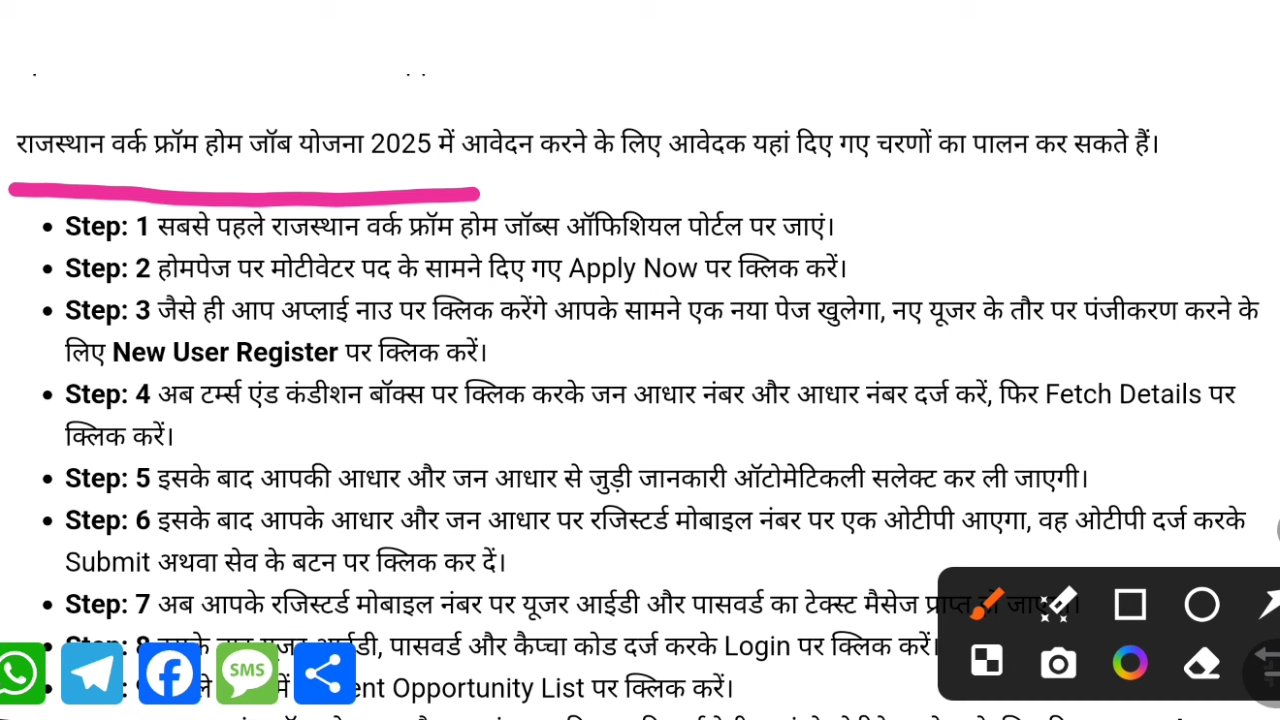 राजस्थान वर्क फ्रॉम होम जॉब योजना 2025 में आवेदन करने के लिए आवेदक यहां दिए गए चरणों का पालन कर सकते हैं।
• Step: 1 सबसे पहले राजस्थान वर्क फ्रॉम होम जॉब्स ऑफिशियल पोर्टल पर जाएं।
• Step: 2 होमपेज पर मोटीवेटर पद के सामने दिए गए Apply Now पर क्लिक करें।
• Step: 3 जैसे ही आप अप्लाई नाउ पर क्लिक करेंगे आपके सामने एक नया पेज खुलेगा, नए यूजर के तौर पर पंजीकरण करने के
लिए New User Register पर क्लिक करें।
• Step: 4 अब टर्म्स एंड कंडीशन बॉक्स पर क्लिक करके जन आधार नंबर और आधार नंबर दर्ज करें, फिर Fetch Details पर
क्लिक करें।
• Step: 5 इसके बाद आपकी आधार और जन आधार से जुड़ी जानकारी ऑटोमेटिकली सलेक्ट कर ली जाएगी।
• Step: 6 इसके बाद आपके आधार और जन आधार पर रजिस्टर्ड मोबाइल नंबर पर एक ओटीपी आएगा, वह ओटीपी दर्ज करके
Submit अथवा सेव के बटन पर क्लिक कर दें।
• Step: 7 अब आपके रजिस्टर्ड मोबाइल नंबर पर यूजर आईडी और पासवर्ड का टेक्स्ट मैसेज प्राप्त हो जाएगा।
• Step: 8 पासवर्ड और कैप्चा कोड दर्ज करके Login पर क्लिक करें।
Opportunity List पर क्लिक करें।
SMS